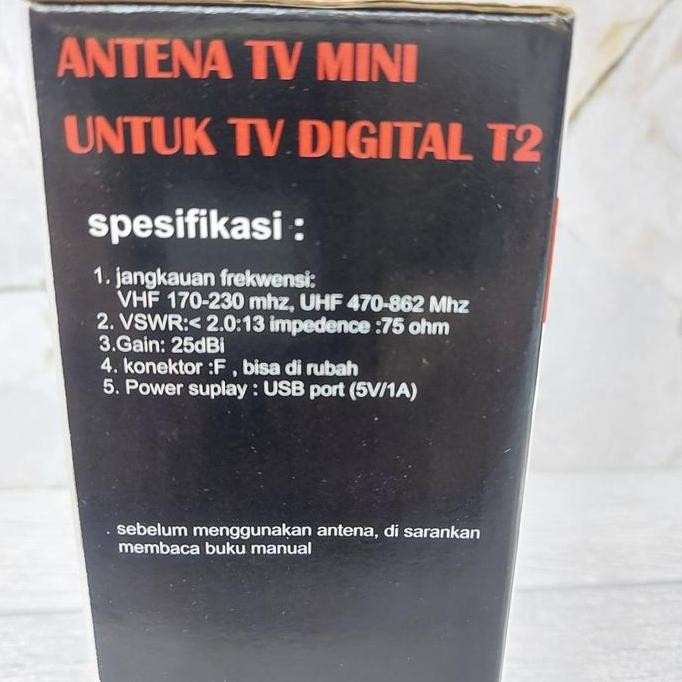 ANTENA TV MINI
UNTUK TV DIGITAL T2
spesifikasi :
1. jangkauan frekwensi:
VHF 170-230 mhz, UHF 470-862 Mhz
2. VSWR:< 2.0:13 impedence :75 ohm
3.Gain: 25dBi
4. konektor :F , bisa di rubah
5. Power suplay : USB port (5V/1A)
. sebelum menggunakan antena, di sarankan
membaca buku manual